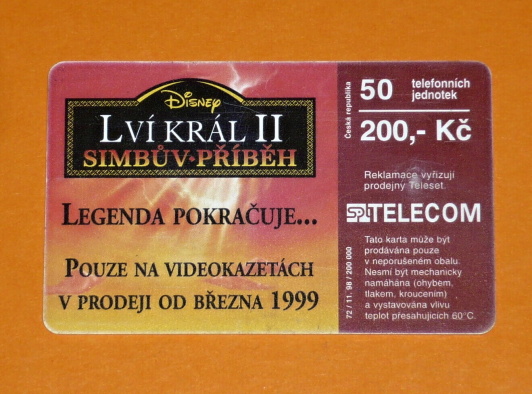 Disney
LVÍ KRÁL II
SIMBŮV·PŘÍBĚH
LEGENDA POKRAČUJE...
POUZE NA VIDEOKAZETÁCH
V PRODEJI OD BŘEZNA 1999
Česká republika
50 telefonních
jednotek
200,- Kč
Reklamace vyřizují
prodejny Teleset.
SPT TELECOM
Tato karta může být
prodávána pouze
v neporušeném obalu.
Nesmí být mechanicky
namáhána (ohybem,
tlakem, kroucením)
a vystavována vlivu
teplot přesahujících 60°C.
72 / 11. 98 / 200 000